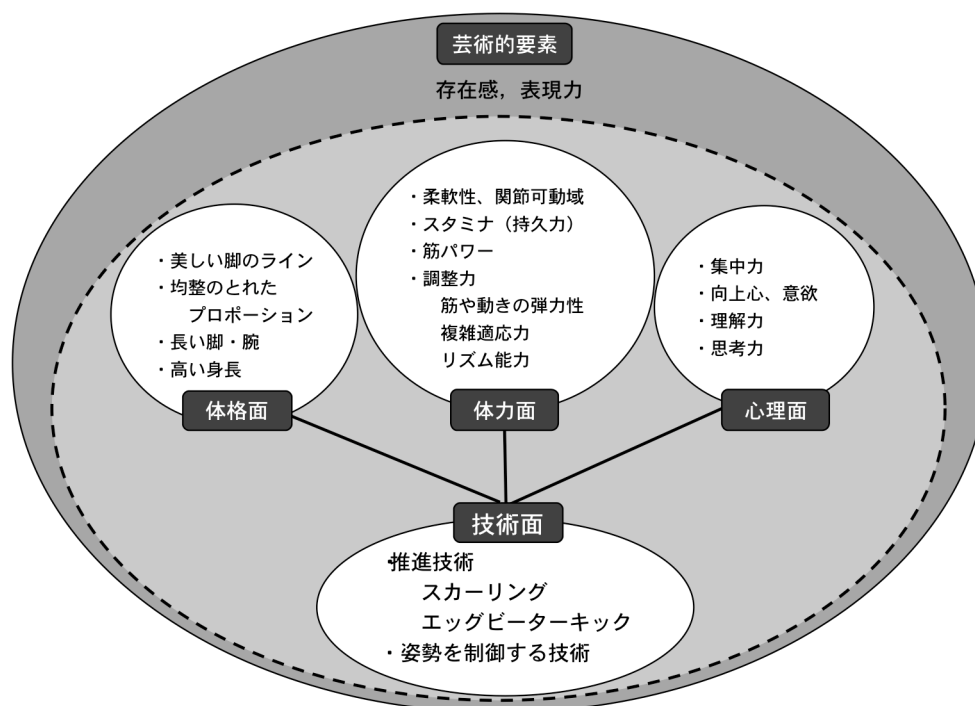 芸術的要素
存在感，表現力
・美しい脚のライン
・均整のとれた
プロポーション
・長い脚・腕
・高い身長
体格面
・柔軟性、関節可動域
・スタミナ（持久力）
・筋パワー
・調整力
筋や動きの弾力性
複雑適応力
リズム能力
体力面
・集中力
・向上心、意欲
・理解力
・思考力
心理面
技術面
・推進技術
スカーリング
エッグビーターキック
・姿勢を制御する技術